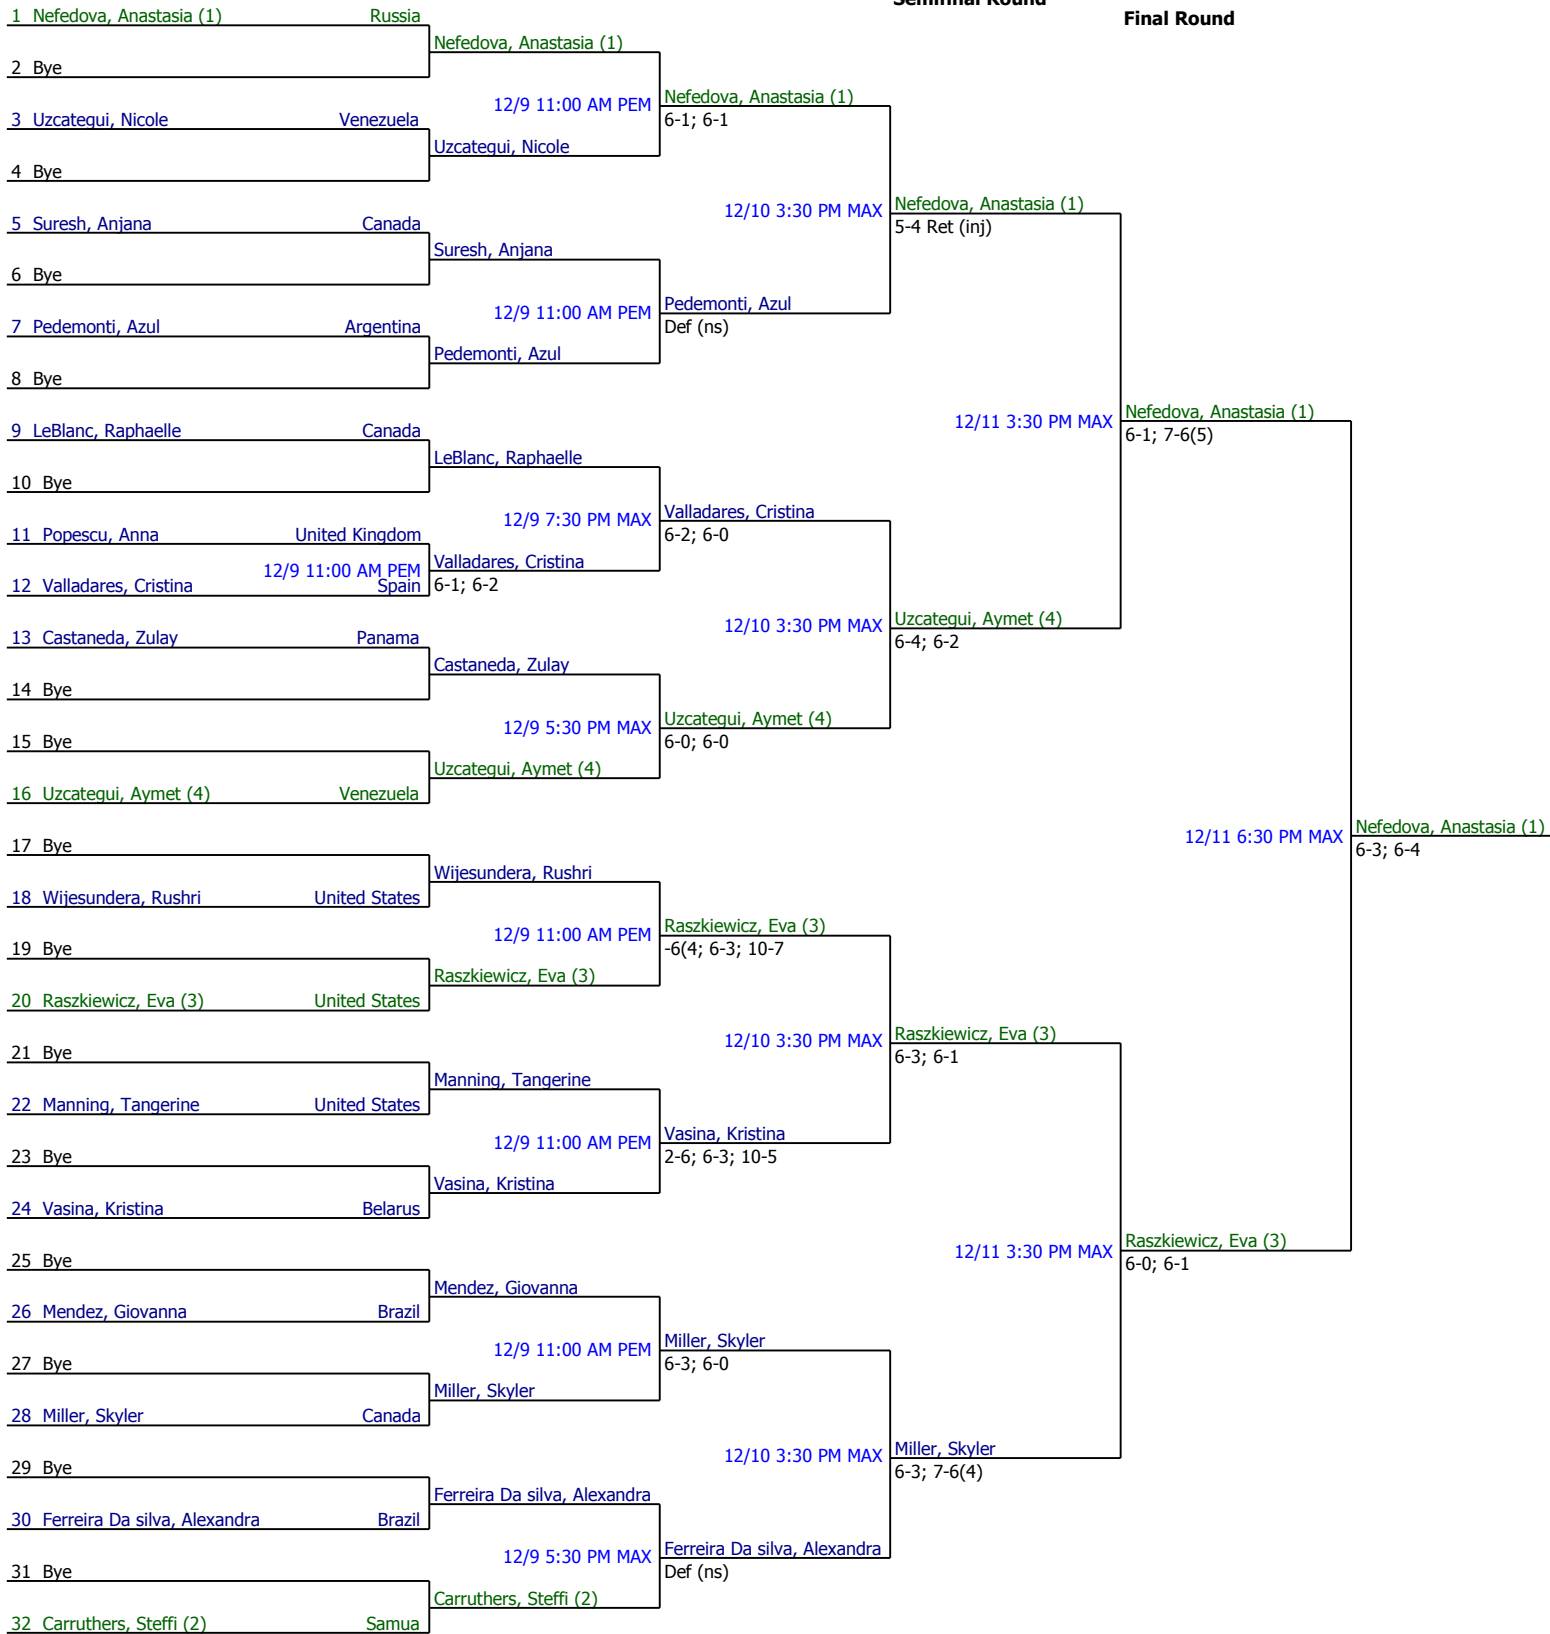 Semifinal Round
Final Round
1 Nefedova, Anastasia (1) Russia
2 Bye
3 Uzcategui, Nicole Venezuela
4 Bye
5 Suresh, Anjana Canada
6 Bye
7 Pedemonti, Azul Argentina
8 Bye
9 LeBlanc, Raphaelle Canada
10 Bye
11 Popescu, Anna United Kingdom
12/9 11:00 AM PEM
12 Valladares, Cristina Spain
13 Castaneda, Zulay Panama
14 Bye
15 Bye
16 Uzcategui, Aymet (4) Venezuela
17 Bye
18 Wijesundera, Rushri United States
19 Bye
20 Raszkiewicz, Eva (3) United States
21 Bye
22 Manning, Tangerine United States
23 Bye
24 Vasina, Kristina Belarus
25 Bye
26 Mendez, Giovanna Brazil
27 Bye
28 Miller, Skyler Canada
29 Bye
30 Ferreira Da silva, Alexandra Brazil
31 Bye
32 Carruthers, Steffi (2) Samua
Nefedova, Anastasia (1)
12/9 11:00 AM PEM
Uzcategui, Nicole
Suresh, Anjana
12/9 11:00 AM PEM
Pedemonti, Azul
LeBlanc, Raphaelle
12/9 7:30 PM MAX
Valladares, Cristina
6-1; 6-2
Castaneda, Zulay
12/9 5:30 PM MAX
Uzcategui, Aymet (4)
Wijesundera, Rushri
12/9 11:00 AM PEM
Raszkiewicz, Eva (3)
Manning, Tangerine
12/9 11:00 AM PEM
Vasina, Kristina
Mendez, Giovanna
12/9 11:00 AM PEM
Miller, Skyler
Ferreira Da silva, Alexandra
12/9 5:30 PM MAX
Carruthers, Steffi (2)
Nefedova, Anastasia (1)
6-1; 6-1
12/10 3:30 PM MAX
Pedemonti, Azul
Def (ns)
Valladares, Cristina
6-2; 6-0
12/10 3:30 PM MAX
Uzcategui, Aymet (4)
6-0; 6-0
Raszkiewicz, Eva (3)
-6(4; 6-3; 10-7
12/10 3:30 PM MAX
Vasina, Kristina
2-6; 6-3; 10-5
Miller, Skyler
6-3; 6-0
12/10 3:30 PM MAX
Ferreira Da silva, Alexandra
Def (ns)
Nefedova, Anastasia (1)
5-4 Ret (inj)
12/11 3:30 PM MAX
Uzcategui, Aymet (4)
6-4; 6-2
Raszkiewicz, Eva (3)
6-3; 6-1
12/11 3:30 PM MAX
Miller, Skyler
6-3; 7-6(4)
Nefedova, Anastasia (1)
6-1; 7-6(5)
12/11 6:30 PM MAX
Raszkiewicz, Eva (3)
6-0; 6-1
Nefedova, Anastasia (1)
6-3; 6-4